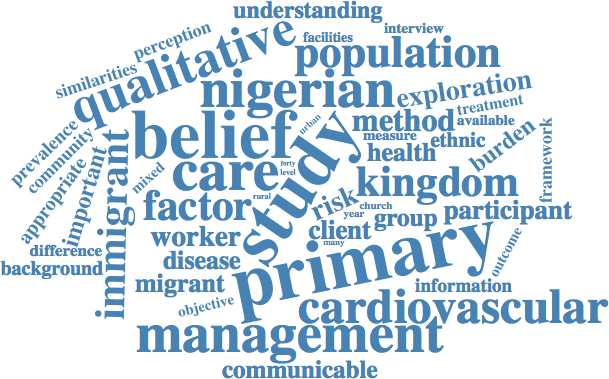 understanding
interview
perception
facilities
qualitative
population
similarities
nigerian
exploration
treatment
prevalence
community
belief
urban
method
available
measure
ethnic
burden
framework
appropriate
important
immigrant
mixed
care
forty
level
study
health
kingdom
factor
rural
risk
church
year
group
participant
worker
client
many
difference
background
disease
migrant
primary
outcome
information
objective
cardiovascular
management
communicable